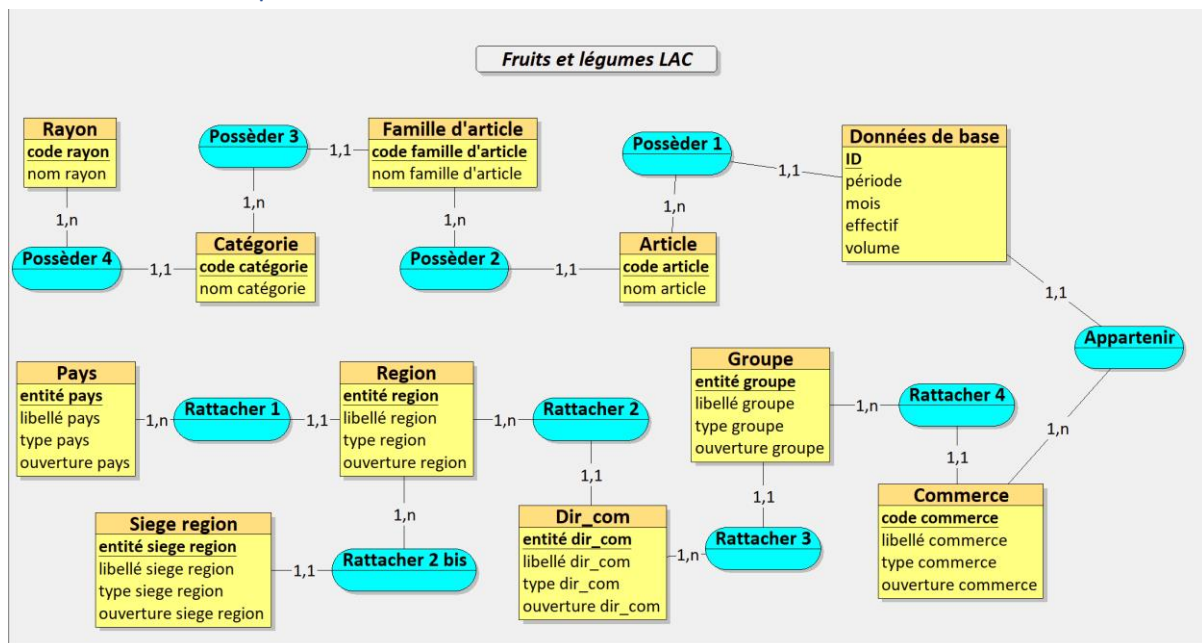 Fruits et légumes LAC
Rayon
code rayon
nom rayon
1,n
Possèder 4
1,1
Catégorie
code catégorie
nom catégorie
1,n
Possèder 3
1,1
Famille d'article
code famille d'article
nom famille d'article
1,n
Possèder 2
1,1
Article
code article
nom article
1,n
Possèder 1
1,1
Données de base
ID
période
mois
effectif
volume
1,1
Appartenir
1,n
Pays
entité pays
libellé pays
type pays
ouverture pays
1,n
Rattacher 1
1,1
Region
entité region
libellé region
type region
ouverture region
1,n
Rattacher 2
1,1
Groupe
entité groupe
libellé groupe
type groupe
ouverture groupe
1,n
Rattacher 4
1,1
Siege region
entité siege region
libellé siege region
type siege region
ouverture siege region
1,1
Rattacher 2 bis
1,n
Dir_com
entité dir_com
libellé dir_com
type dir_com
ouverture dir_com
1,n
Rattacher 3
1,1
Commerce
code commerce
libellé commerce
type commerce
ouverture commerce